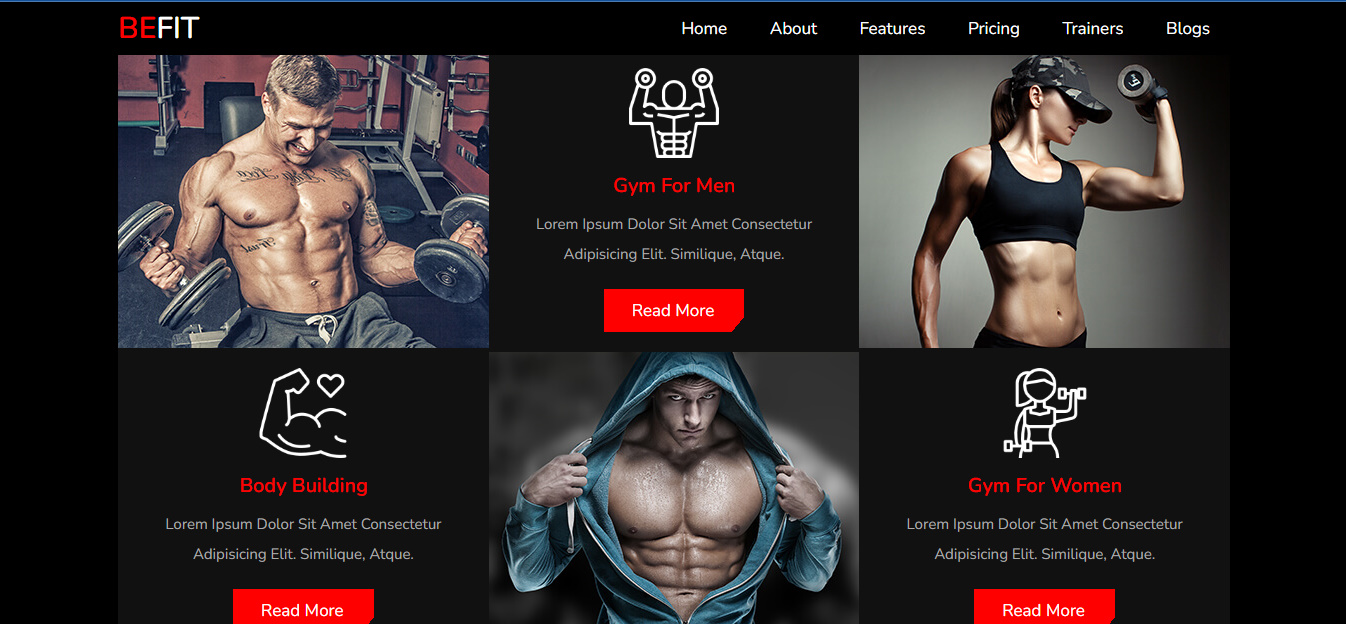 BEFIT
Home About Features Pricing Trainers Blogs
Gym For Men
Lorem Ipsum Dolor Sit Amet Consectetur
Adipisicing Elit. Similique, Atque.
Read More
Body Building
Lorem Ipsum Dolor Sit Amet Consectetur
Adipisicing Elit. Similique, Atque.
Read More
Gym For Women
Lorem Ipsum Dolor Sit Amet Consectetur
Adipisicing Elit. Similique, Atque.
Read More